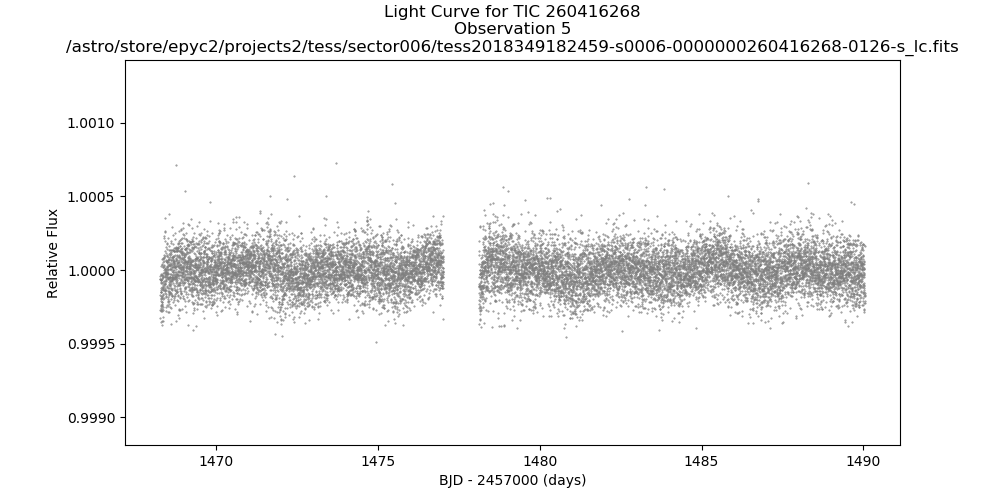 Light Curve for TIC 260416268
Observation 5
/astro/store/epyc2/projects2/tess/sector006/tess2018349182459-s0006-0000000260416268-0126-s_lc.fits
1.0010
1.0005
1.0000
0.9995
0.9990
Relative Flux
1470
1475
1480
1485
1490
BJD - 2457000 (days)